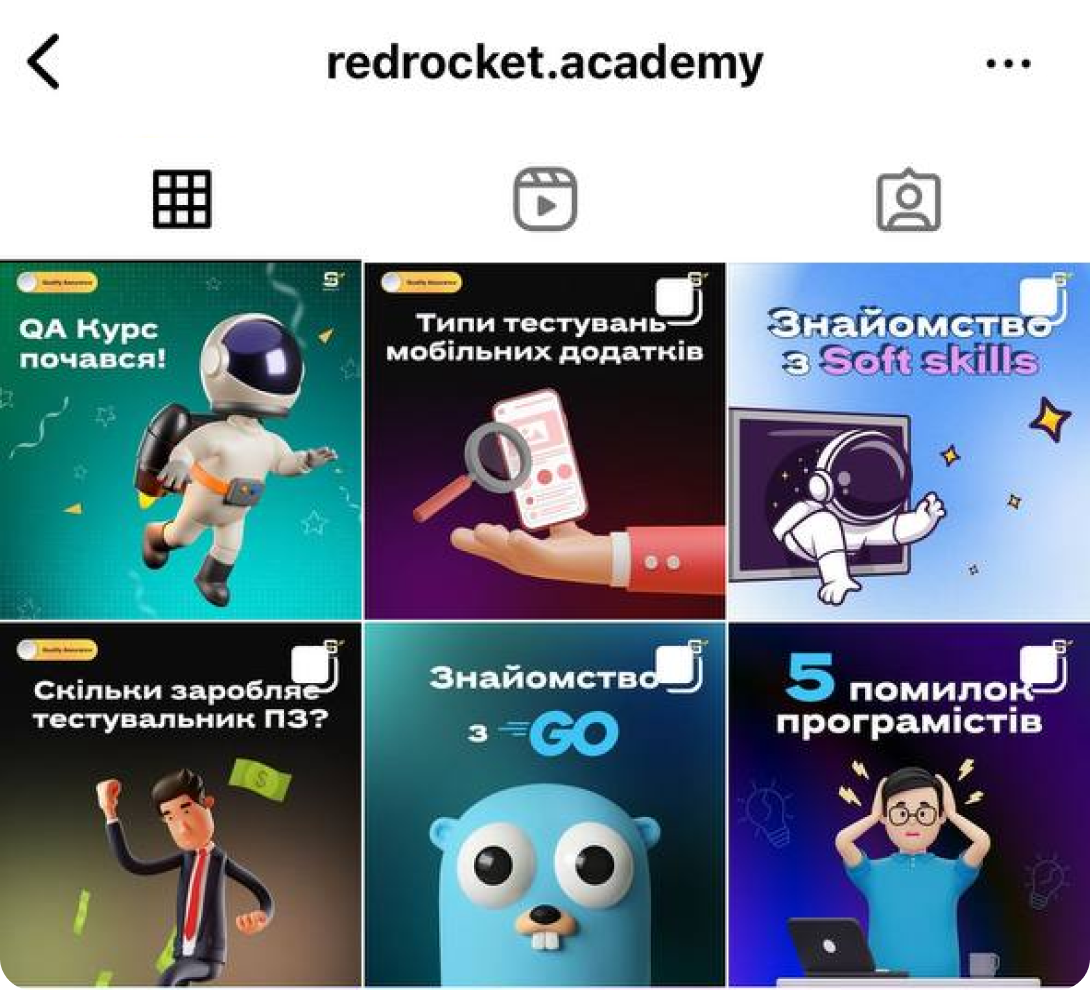 redrocket.academy
Quality Assurance
QA Курс
почався!
Quality Assurance
Типи тестувань
мобільних додатків
Знайомство
з Soft skills
Quality Assurance
Скільки заробляє
тестувальник ПЗ?
Знайомство
з GO
5 помилок
програмістів